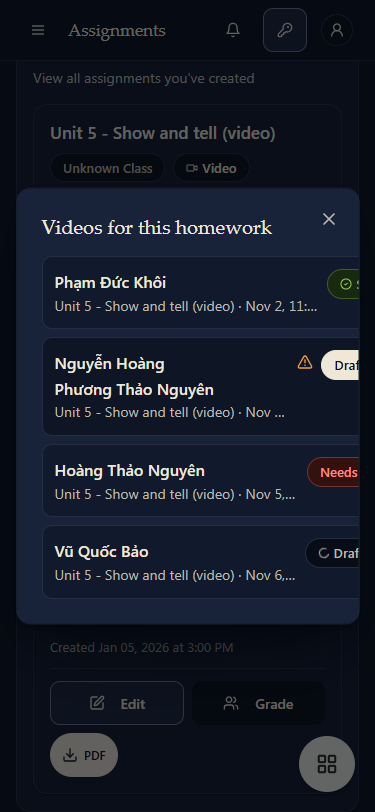 Assignments
View all assignments you've created
Unit 5 - Show and tell (video)
Unknown Class
Video
Videos for this homework
Phạm Đức Khôi
Unit 5 - Show and tell (video) · Nov 2, 11:...
Nguyễn Hoàng
Phương Thảo Nguyên
Draf
Unit 5 - Show and tell (video) · Nov ...
Hoàng Thảo Nguyên
Needs
Unit 5 - Show and tell (video) · Nov 5,...
Vũ Quốc Bảo
Draf
Unit 5 - Show and tell (video) · Nov 6,...
Created Jan 05, 2026 at 3:00 PM
Edit
Grade
PDF